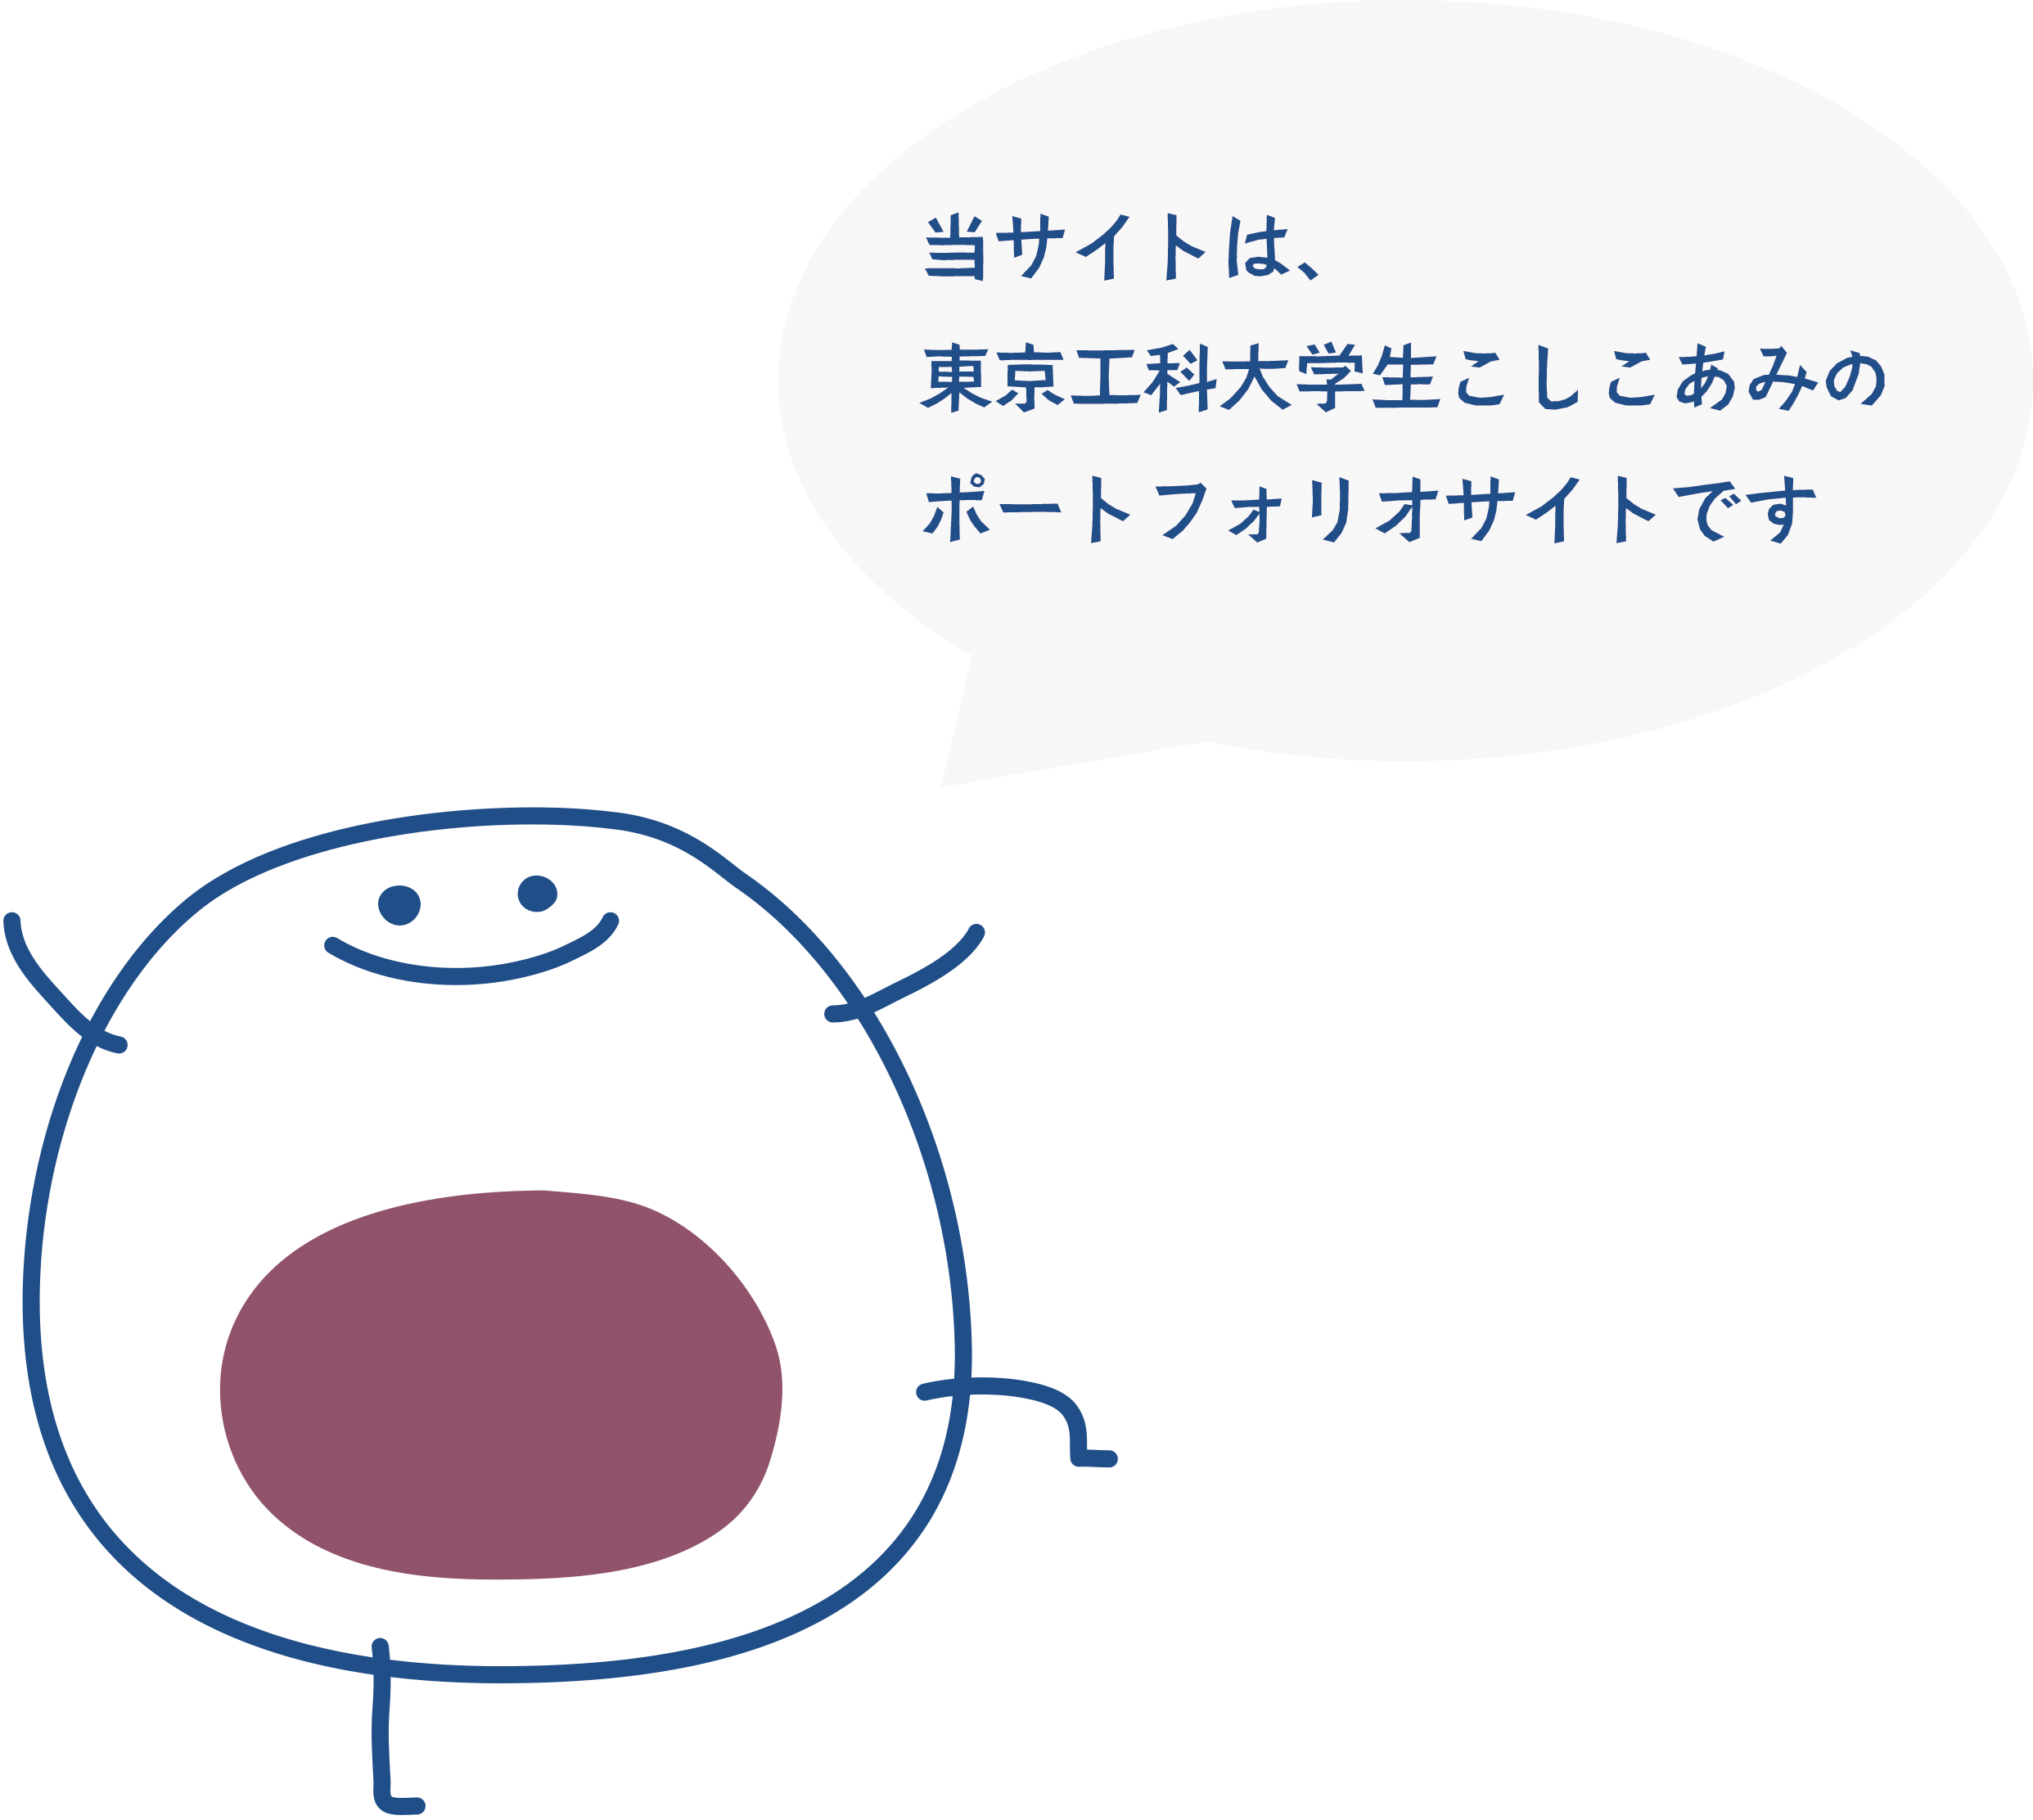 当サイトは、
東京工科大学生こしこあみの
ポートフォリオサイトです